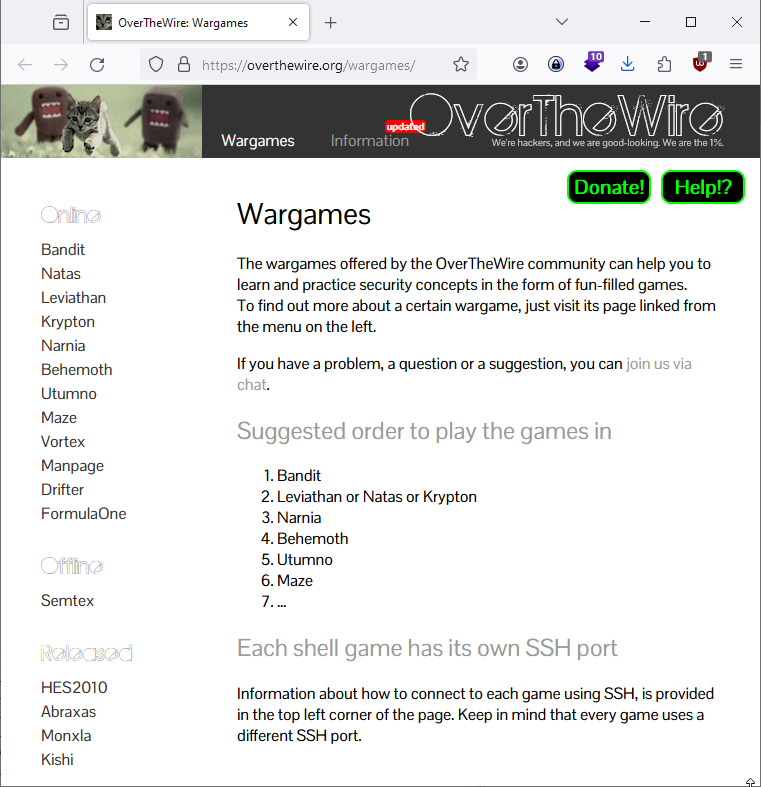 OverTheWire: Wargames
https://overthewire.org/wargames/
10
1
Wargames
Information
updated
OverTheWire
We're hackers, and we are good-looking. We are the 1%.
Donate!
Help!?
Online
Bandit
Natas
Leviathan
Krypton
Narnia
Behemoth
Utumno
Maze
Vortex
Manpage
Drifter
FormulaOne
Offline
Semtex
Released
HES2010
Abraxas
Monxla
Kishi
Wargames
The wargames offered by the OverTheWire community can help you to
learn and practice security concepts in the form of fun-filled games.
To find out more about a certain wargame, just visit its page linked from
the menu on the left.
If you have a problem, a question or a suggestion, you can join us via
chat.
Suggested order to play the games in
1. Bandit
2. Leviathan or Natas or Krypton
3. Narnia
4. Behemoth
5. Utumno
6. Maze
7. ...
Each shell game has its own SSH port
Information about how to connect to each game using SSH, is provided
in the top left corner of the page. Keep in mind that every game uses a
different SSH port.